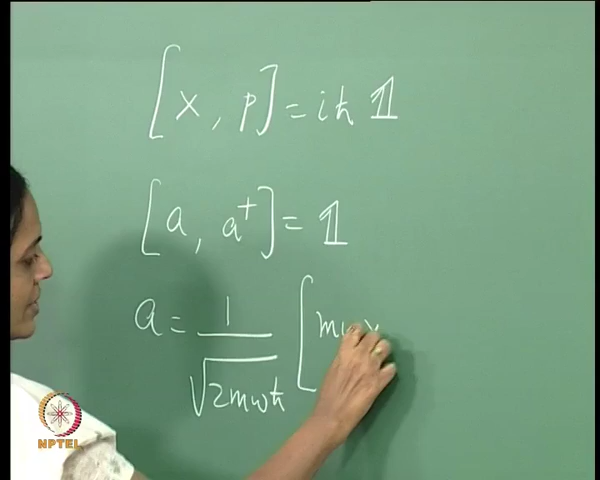 [x, p] = iħ 𝟙
[a, a†] = 𝟙
a = 1/√2mωħ [mωx
NPTEL